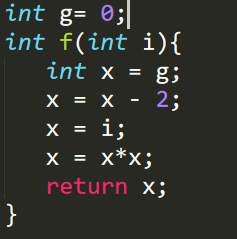 int g= 0;
int f(int i){
    int x = g;
    x = x - 2;
    x = i;
    x = x*x;
    return x;
}